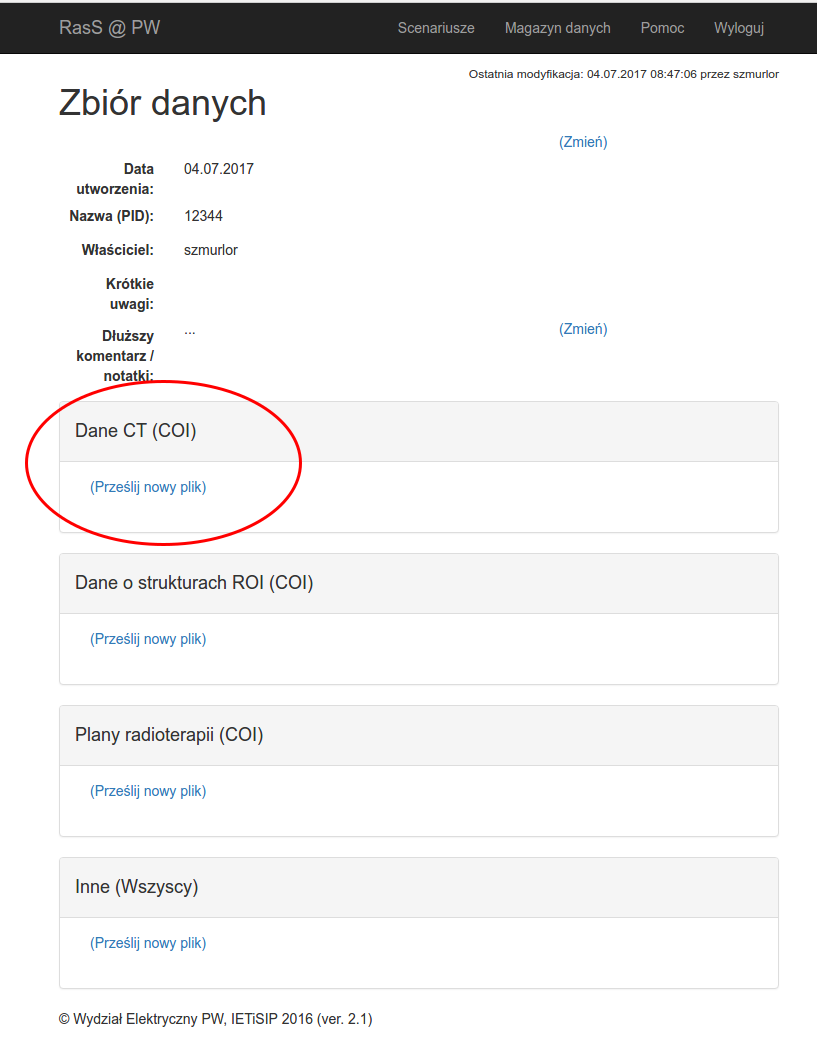 RasS @ PW Scenariusze Magazyn danych Pomoc Wyloguj
Ostatnia modyfikacja: 04.07.2017 08:47:06 przez szmurlor
Zbiór danych
(Zmień)
Data utworzenia: 04.07.2017
Nazwa (PID): 12344
Właściciel: szmurlor
Krótkie
uwagi:
Dłuższy ... (Zmień)
komentarz /
notatki:
Dane CT (COI)
(Prześlij nowy plik)
Dane o strukturach ROI (COI)
(Prześlij nowy plik)
Plany radioterapii (COI)
(Prześlij nowy plik)
Inne (Wszyscy)
(Prześlij nowy plik)
© Wydział Elektryczny PW, IETiSIP 2016 (ver. 2.1)